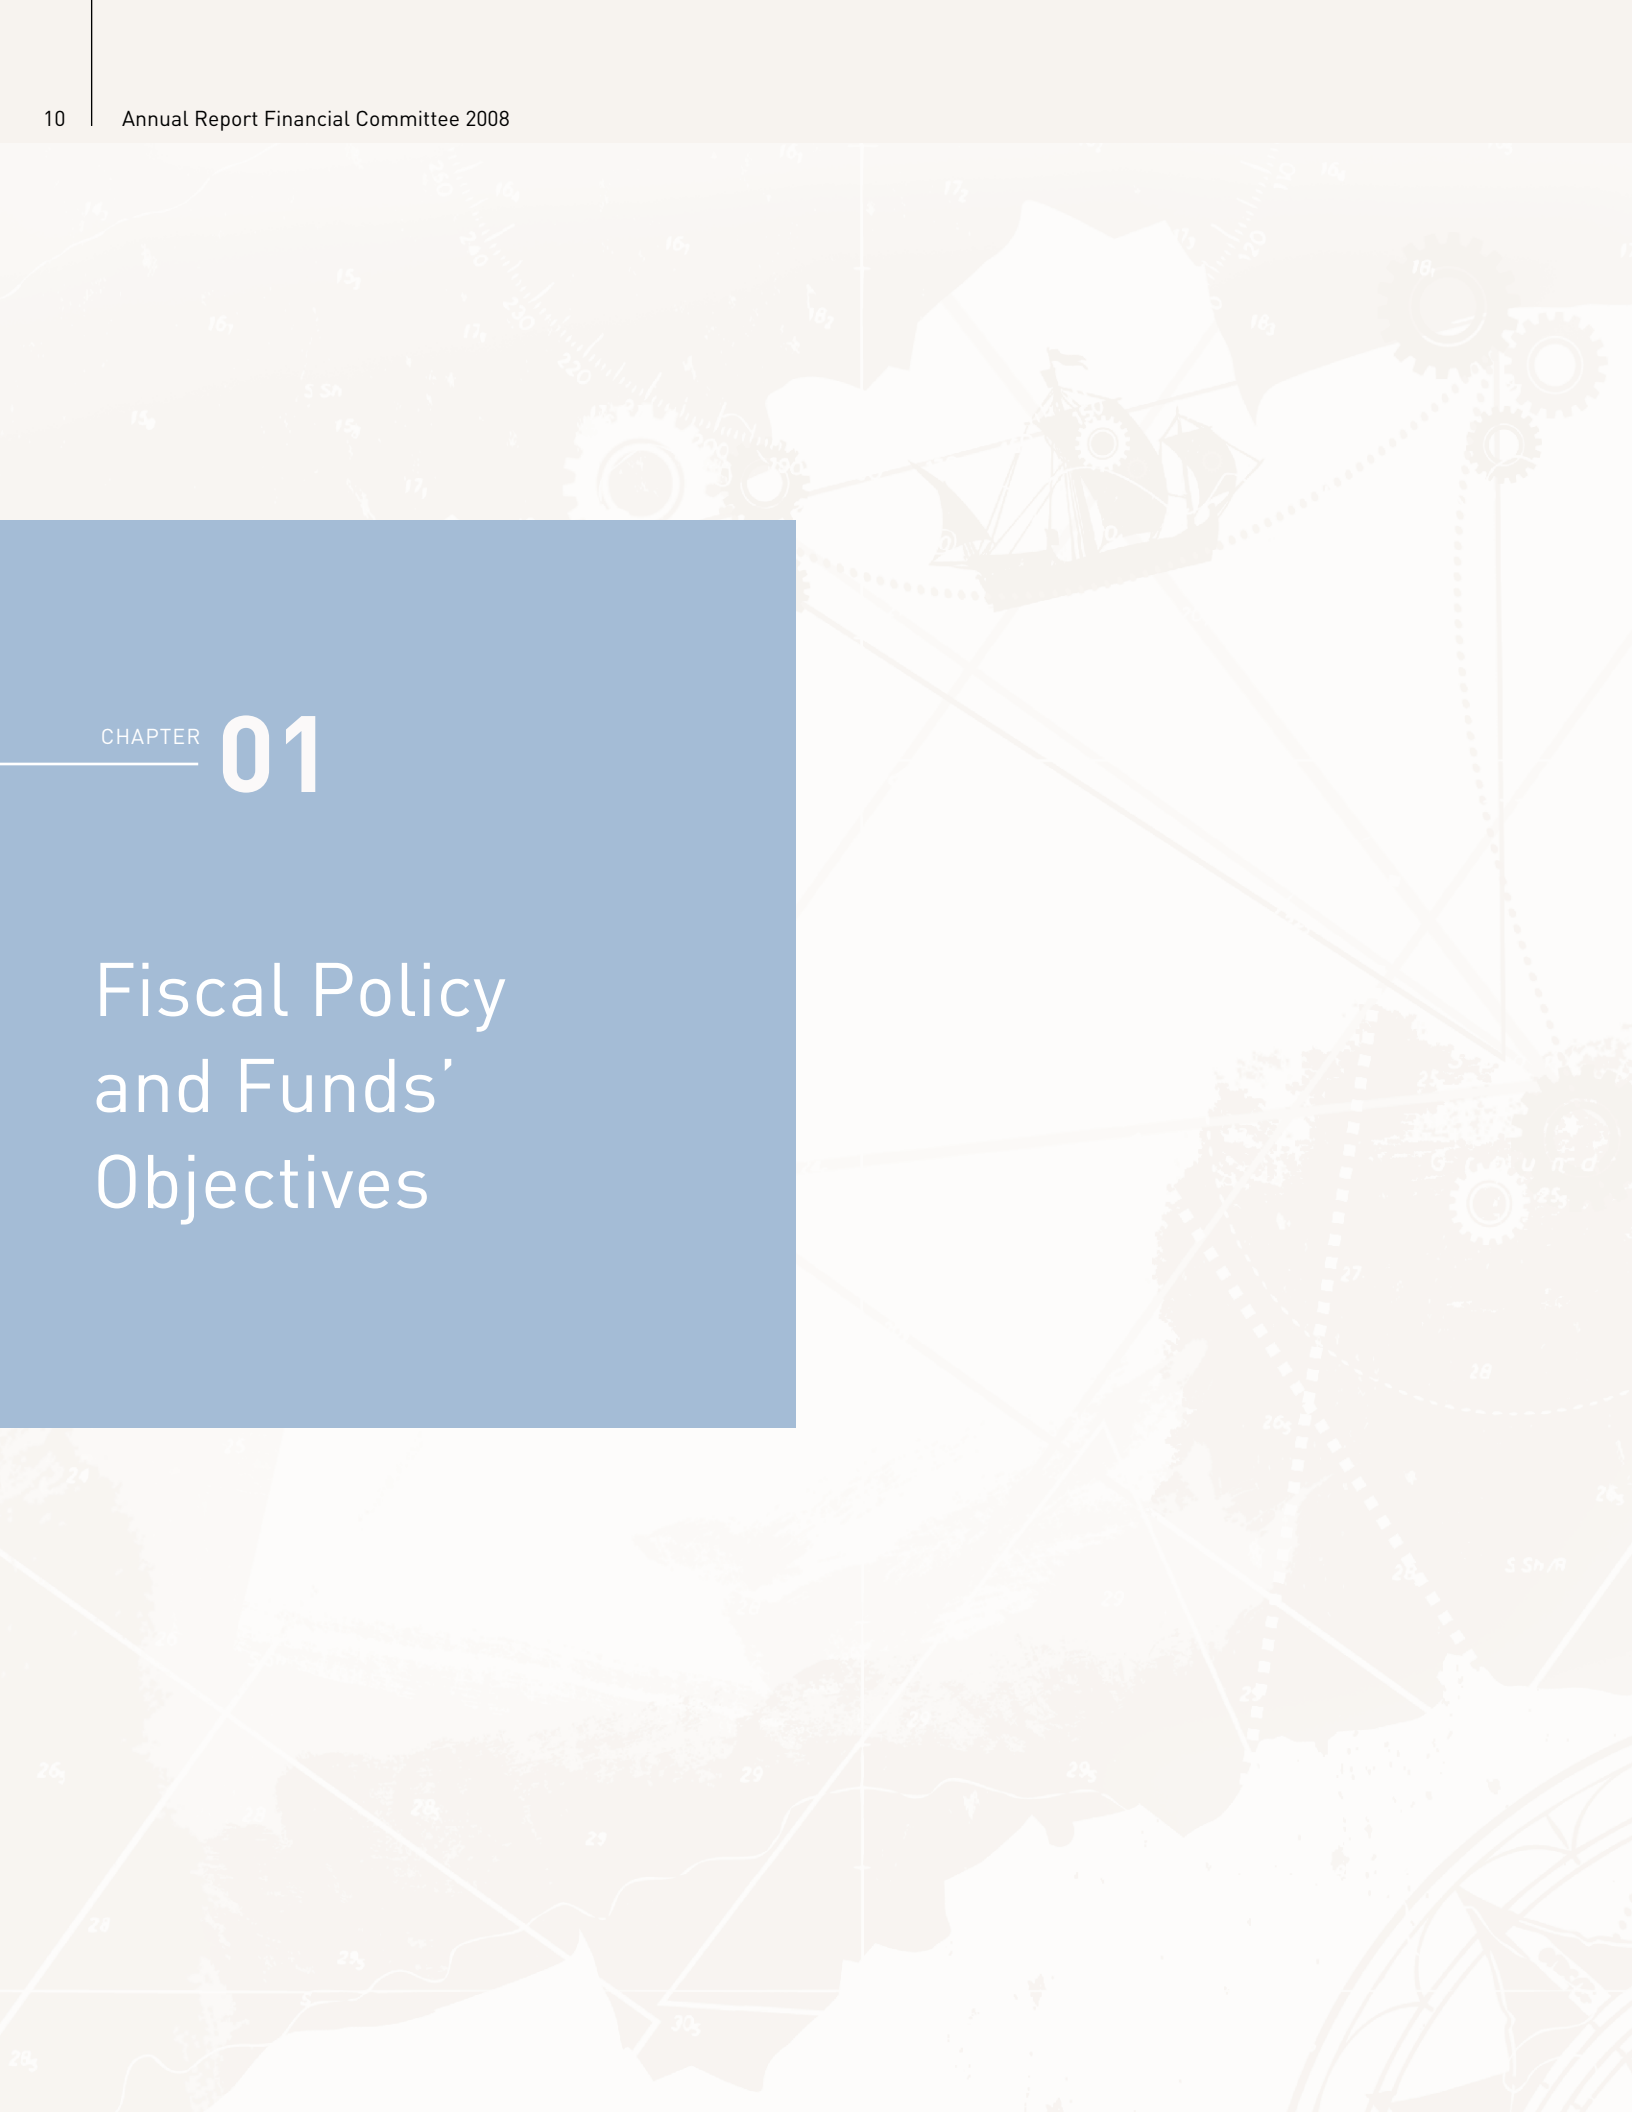 10
Annual Report Financial Committee 2008
CHAPTER 01
Fiscal Policy
and Funds’
Objectives